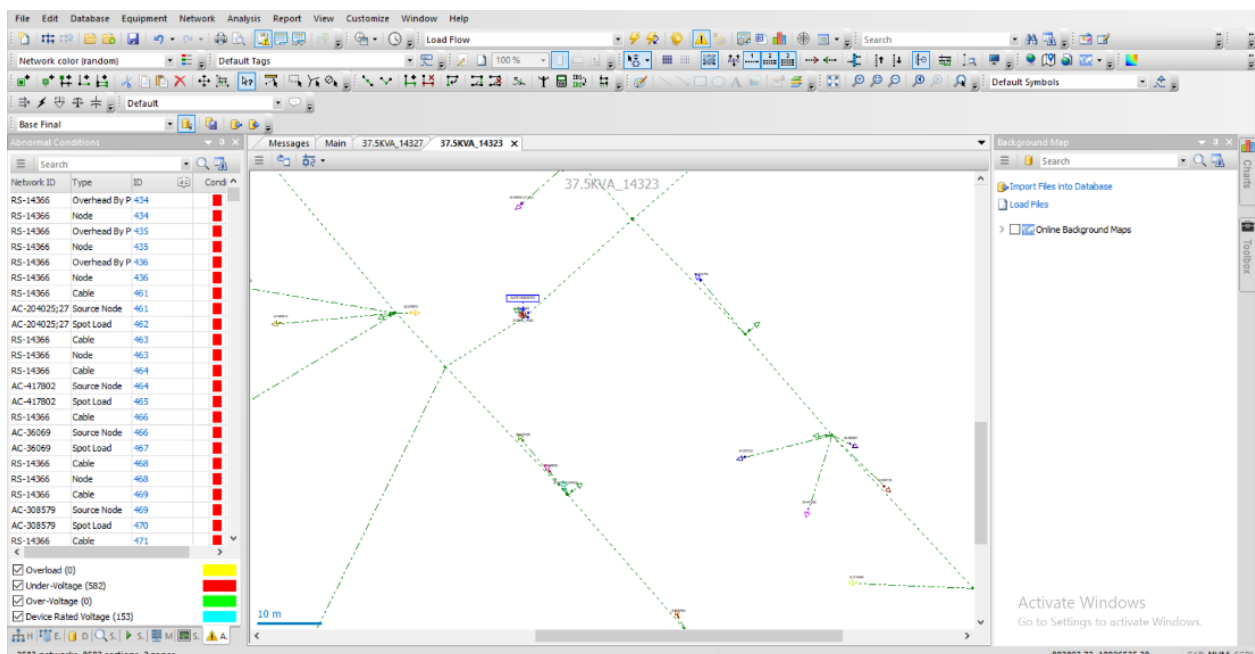 File Edit Database Equipment Network Analysis Report View Customize Window Help
Load Flow Search
Network color (random) Default Tags 100 % Default Symbols
Default
Base Final
Abnormal Conditions
Search
Network ID Type ID Condi
RS-14366 Overhead By P 434
RS-14366 Node 434
RS-14366 Overhead By P 435
RS-14366 Node 435
RS-14366 Overhead By P 436
RS-14366 Node 436
RS-14366 Cable 461
AC-204025;27 Source Node 461
AC-204025;27 Spot Load 462
RS-14366 Cable 463
RS-14366 Node 463
RS-14366 Cable 464
AC-417802 Source Node 464
AC-417802 Spot Load 465
RS-14366 Cable 466
AC-36069 Source Node 466
AC-36069 Spot Load 467
RS-14366 Cable 468
RS-14366 Node 468
RS-14366 Cable 469
AC-308579 Source Node 469
AC-308579 Spot Load 470
RS-14366 Cable 471
Overload (0)
Under-Voltage (582)
Over-Voltage (0)
Device Rated Voltage (153)
H E. D S. S. M S. A.
Messages Main 37.5KVA_14327 37.5KVA_14323 X
37.5KVA_14323
10 m
Background Map
Search
Import Files into Database
Load Files
Online Background Maps
Charts
Toolbox
Activate Windows
Go to Settings to activate Windows.